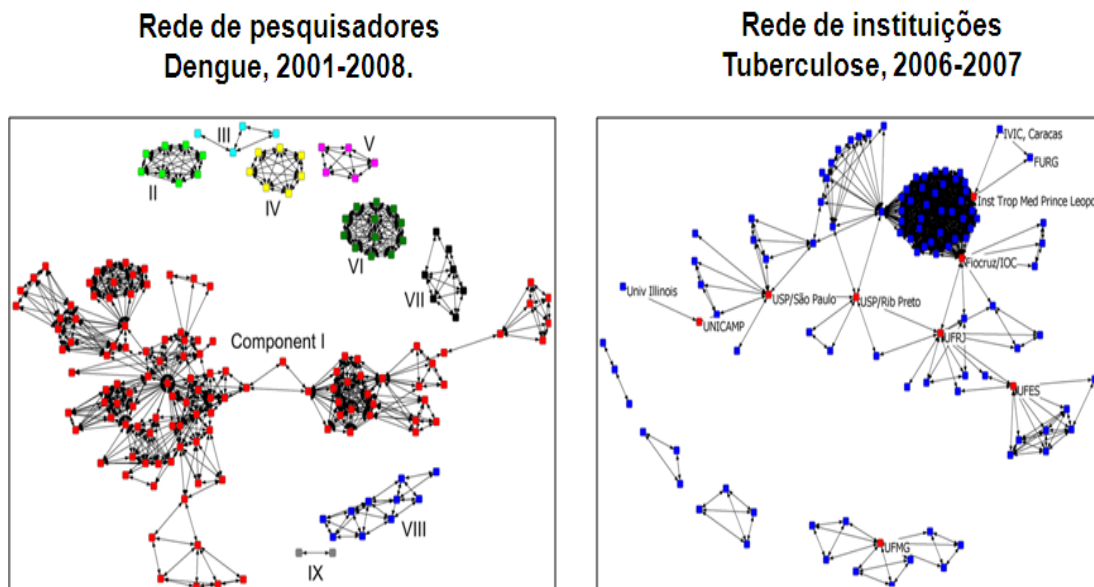 Rede de pesquisadores
Dengue, 2001-2008.
Rede de instituições
Tuberculose, 2006-2007
III
V
II
IV
VI
VII
Component I
VIII
IX
IVIC, Caracas
FURG
Inst Trop Med Prince Leopo
Fiocruz/IOC
Univ Illinois
USP/São Paulo
USP/Rib Preto
UNICAMP
UFRJ
UFES
UFMG